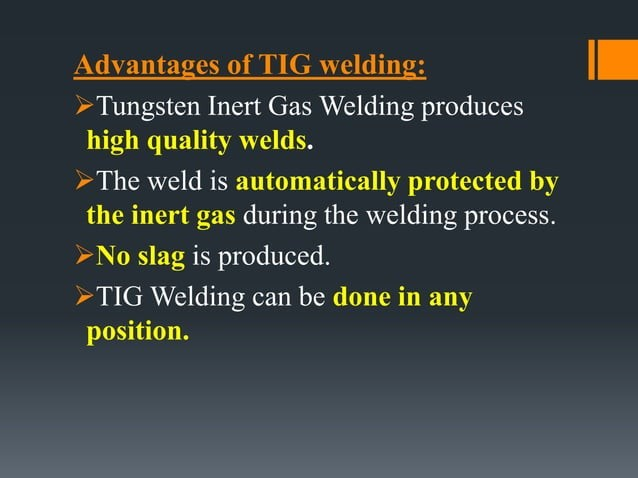 Advantages of TIG welding:
➢Tungsten Inert Gas Welding produces
high quality welds.
➢The weld is automatically protected by
the inert gas during the welding process.
➢No slag is produced.
➢TIG Welding can be done in any
position.